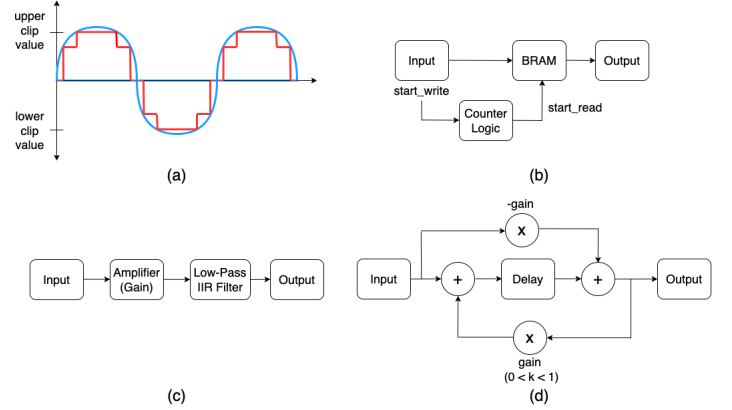 upper
clip
value
lower
clip
value
(a)
Input
BRAM
Output
start_write
Counter
Logic
start_read
(b)
Input
Amplifier
(Gain)
Low-Pass
IIR Filter
Output
(c)
-gain
X
Input
+
Delay
+
Output
X
gain
(0 < k < 1)
(d)